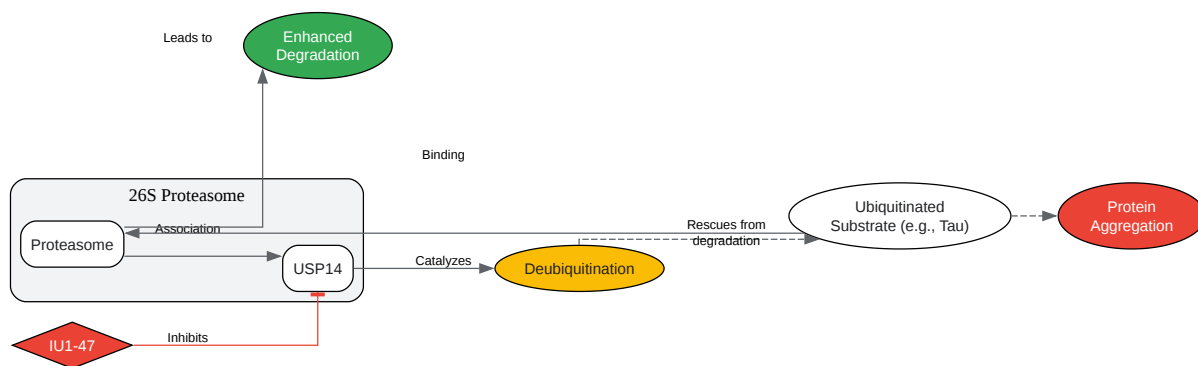 Leads to
Enhanced
Degradation
Binding
26S Proteasome
Proteasome
Association
USP14
Catalyzes
Deubiquitination
Rescues from
degradation
Ubiquitinated
Substrate (e.g., Tau)
Protein
Aggregation
IU1-47
Inhibits